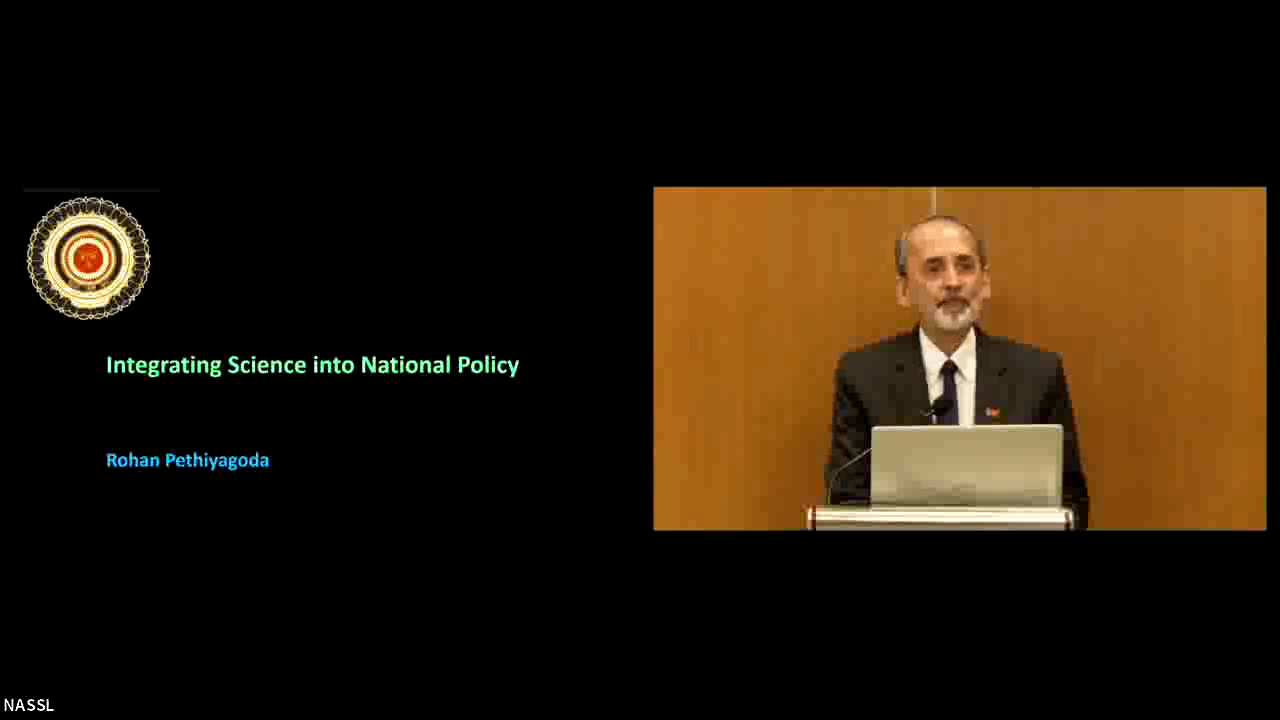 Integrating Science into National Policy
Rohan Pethiyagoda
NASSL